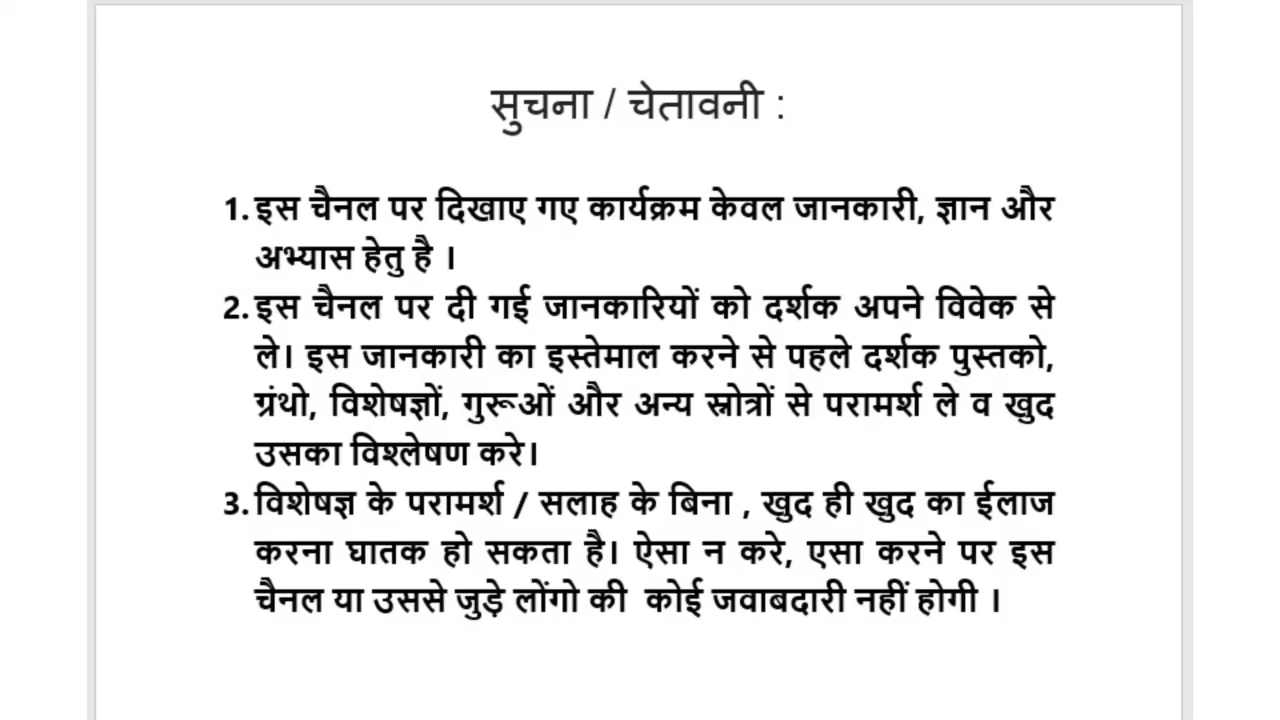 सुचना / चेतावनी :
1. इस चैनल पर दिखाए गए कार्यक्रम केवल जानकारी, ज्ञान और
अभ्यास हेतु है ।
2. इस चैनल पर दी गई जानकारियों को दर्शक अपने विवेक से
ले। इस जानकारी का इस्तेमाल करने से पहले दर्शक पुस्तको,
ग्रंथो, विशेषज्ञों, गुरूओं और अन्य स्रोत्रों से परामर्श ले व खुद
उसका विश्लेषण करे।
3. विशेषज्ञ के परामर्श / सलाह के बिना , खुद ही खुद का ईलाज
करना घातक हो सकता है। ऐसा न करे, एसा करने पर इस
चैनल या उससे जुड़े लोंगो की कोई जवाबदारी नहीं होगी ।